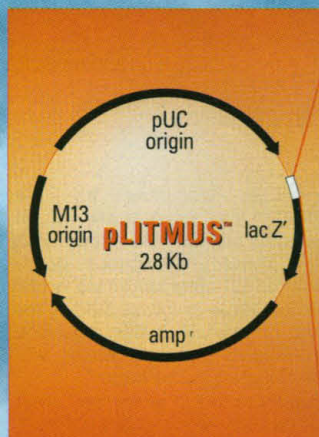 pUC
origin
M13
origin
pLITMUS™
lac Z'
2.8 Kb
amp r